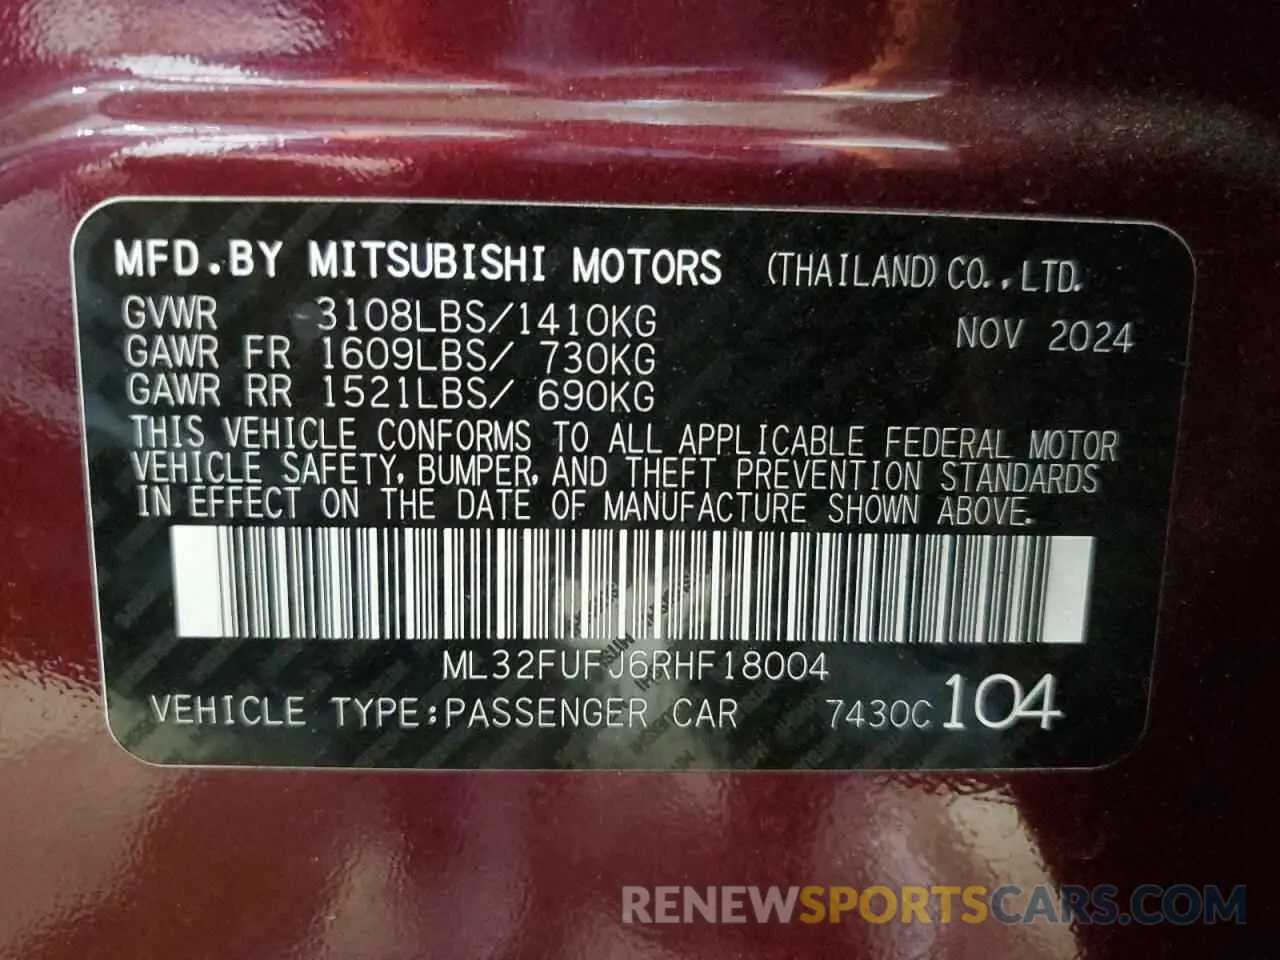 MFD.BY MITSUBISHI MOTORS (THAILAND) CO., LTD.
GVWR 3108LBS/1410KG NOV 2024
GAWR FR 1609LBS/ 730KG
GAWR RR 1521LBS/ 690KG
THIS VEHICLE CONFORMS TO ALL APPLICABLE FEDERAL MOTOR
VEHICLE SAFETY, BUMPER, AND THEFT PREVENTION STANDARDS
IN EFFECT ON THE DATE OF MANUFACTURE SHOWN ABOVE.
ML32FUFJ6RHF18004
VEHICLE TYPE:PASSENGER CAR 7430C 104
RENEWSPORTSCARS.COM